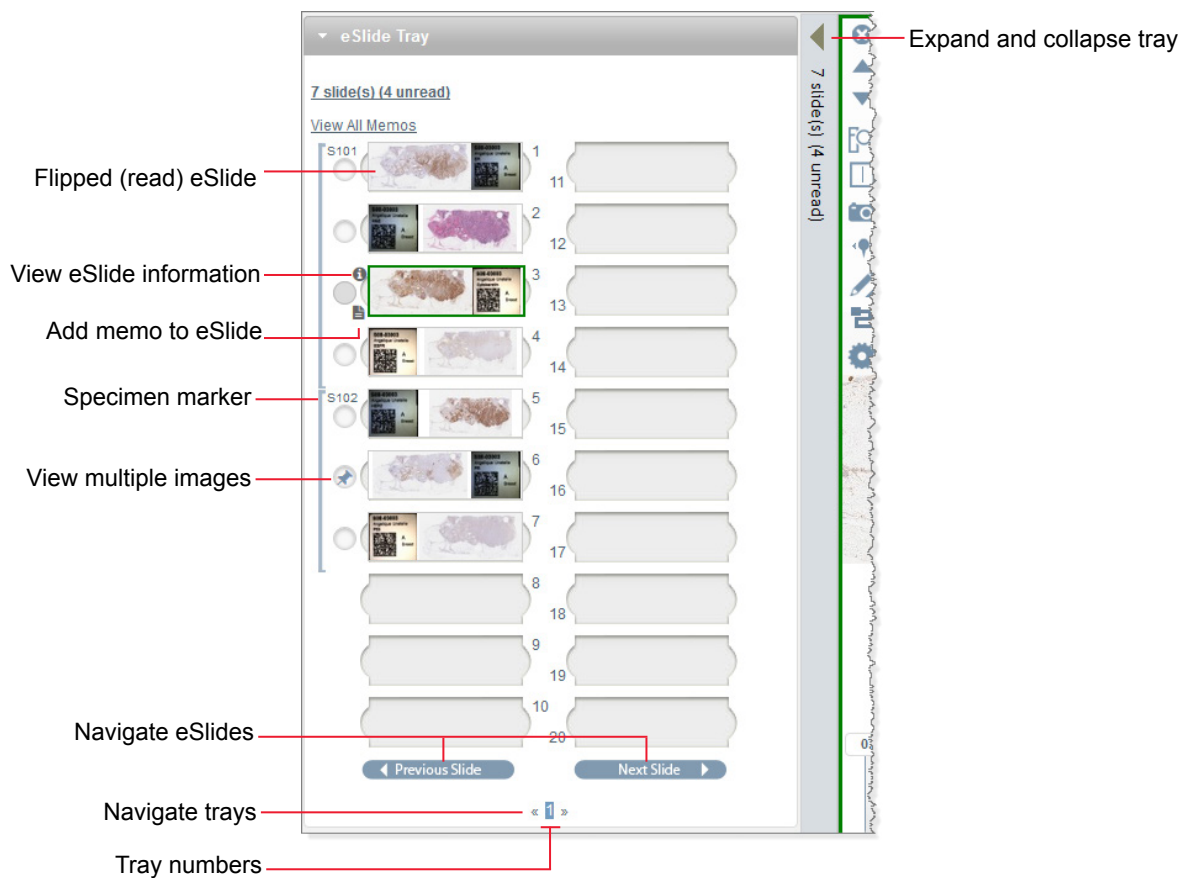 eSlide Tray
Expand and collapse tray
7 slide(s) (4 unread)
7 slide(s) (4 unread)
View All Memos
S101
1
11
Flipped (read) eSlide
2
12
View eSlide information
3
13
Add memo to eSlide
4
14
Specimen marker
S102
5
15
View multiple images
6
16
7
17
8
18
9
19
10
20
Navigate eSlides
Previous Slide
Next Slide
Navigate trays
« 1 »
Tray numbers